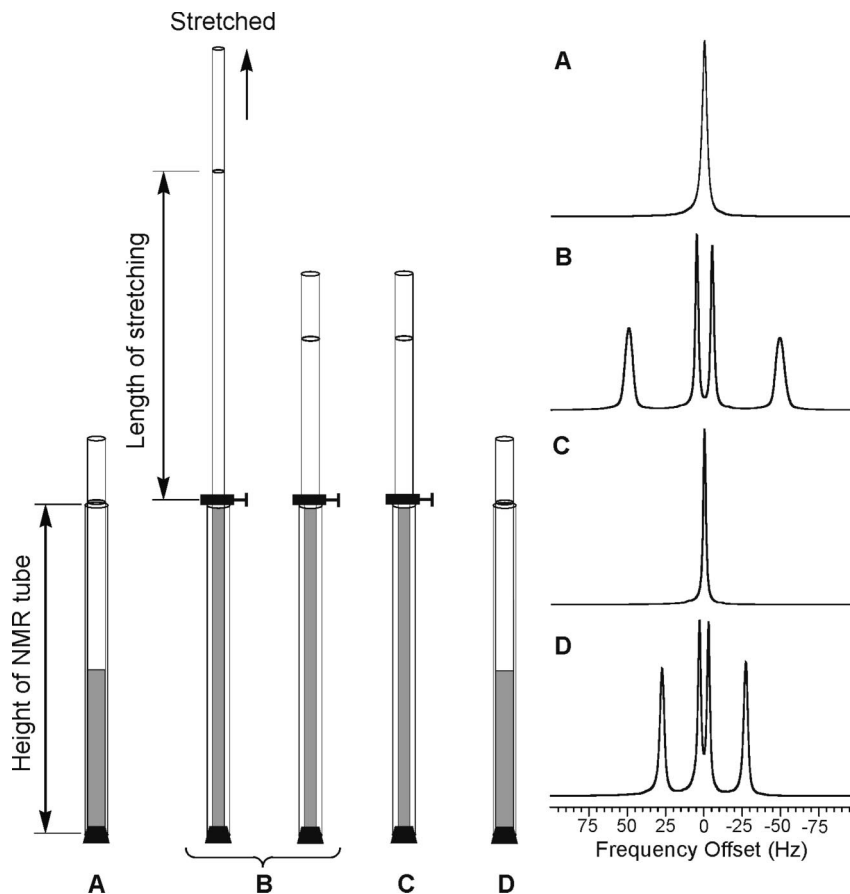 Stretched
Length of stretching
Height of NMR tube
A
B
C
D
A
B
C
D
75 50 25 0 -25 -50 -75
Frequency Offset (Hz)